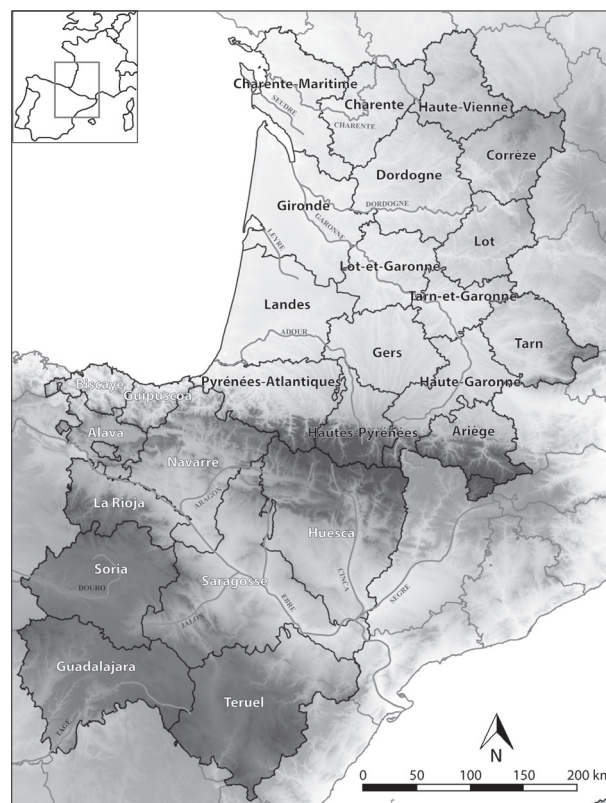 Charente-Maritime
SEUDRE
Charente
CHARENTE
Haute-Vienne
Corrèze
Dordogne
DORDOGNE
Gironde
GARONNE
LEYRE
Lot
Lot-et-Garonne
Landes
Tarn-et-Garonne
ADOUR
Gers
Tarn
Biscaye
Guipuscoa
Pyrénées-Atlantiques
Haute-Garonne
Alava
Hautes-Pyrénées
Ariège
Navarre
ARAGON
La Rioja
Huesca
Soria
DOURO
Saragosse
CINCA
EBRE
SEGRE
JALON
Guadalajara
TAGE
Teruel
N
0 50 100 150 200 km